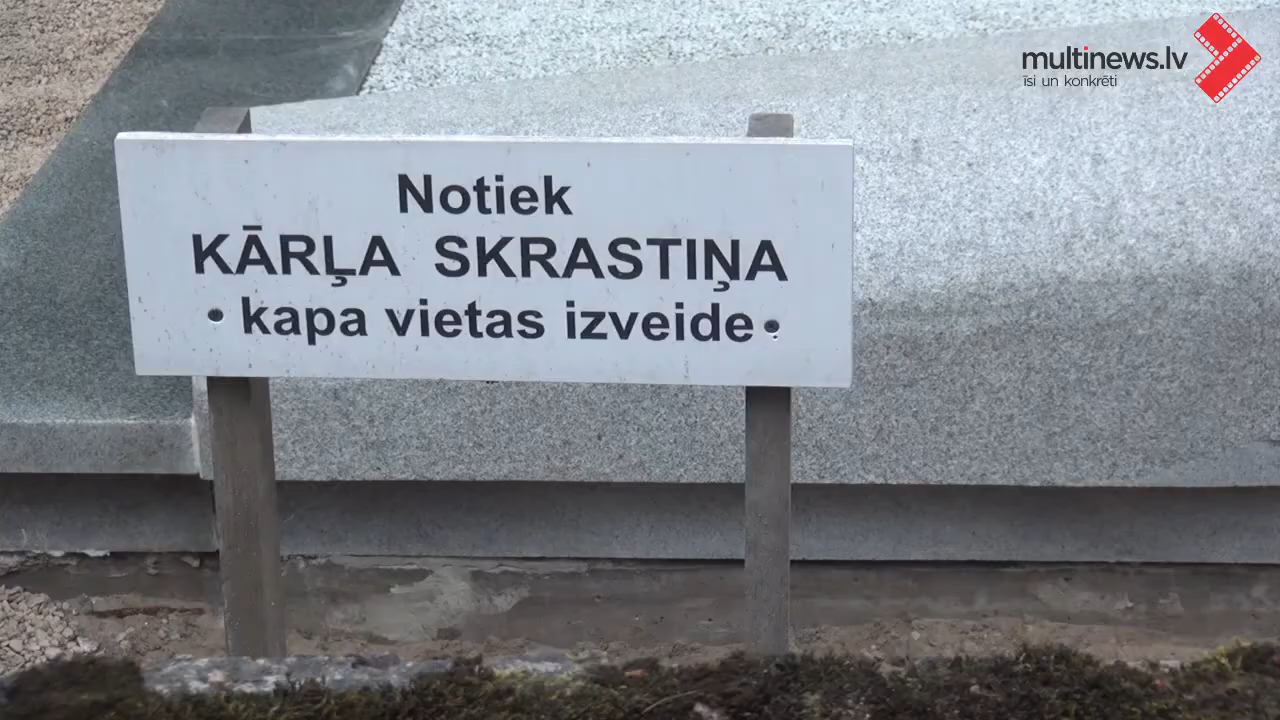 multinews.lv
īsi un konkrēti
Notiek
KĀRĻA SKRASTIŅA
kapa vietas izveide